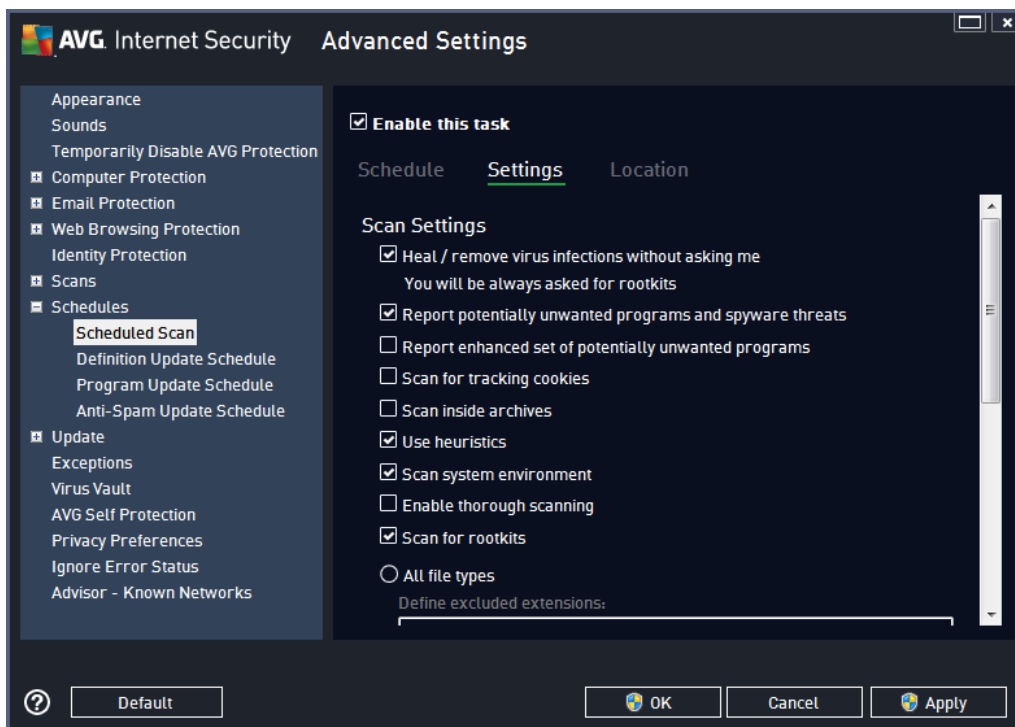 AVG. Internet Security Advanced Settings
Appearance
Sounds
Temporarily Disable AVG Protection
Computer Protection
Email Protection
Web Browsing Protection
Identity Protection
Scans
Schedules
Scheduled Scan
Definition Update Schedule
Program Update Schedule
Anti-Spam Update Schedule
Update
Exceptions
Virus Vault
AVG Self Protection
Privacy Preferences
Ignore Error Status
Advisor - Known Networks
Enable this task
Schedule Settings Location
Scan Settings
Heal / remove virus infections without asking me
You will be always asked for rootkits
Report potentially unwanted programs and spyware threats
Report enhanced set of potentially unwanted programs
Scan for tracking cookies
Scan inside archives
Use heuristics
Scan system environment
Enable thorough scanning
Scan for rootkits
All file types
Define excluded extensions:
? Default OK Cancel Apply